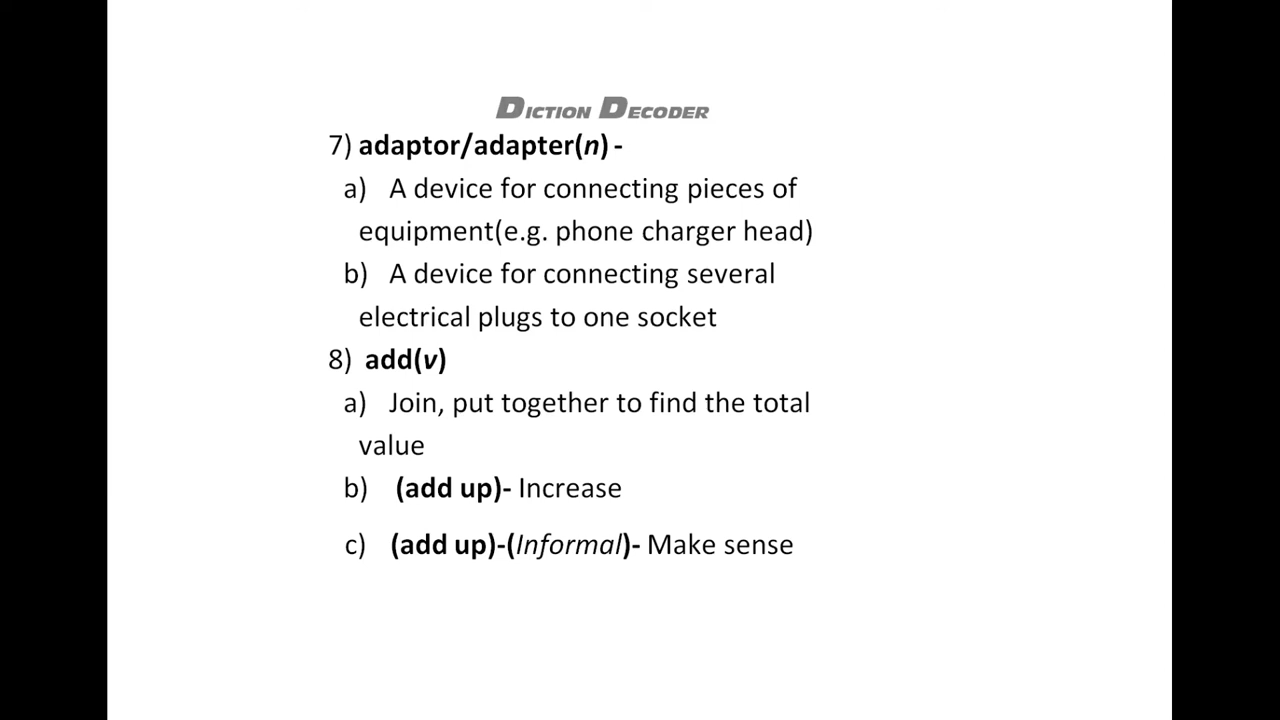 DICTION DECODER
7) adaptor/adapter(n) -
a) A device for connecting pieces of
equipment(e.g. phone charger head)
b) A device for connecting several
electrical plugs to one socket
8) add(v)
a) Join, put together to find the total
value
b) (add up)- Increase
c) (add up)-(Informal)- Make sense